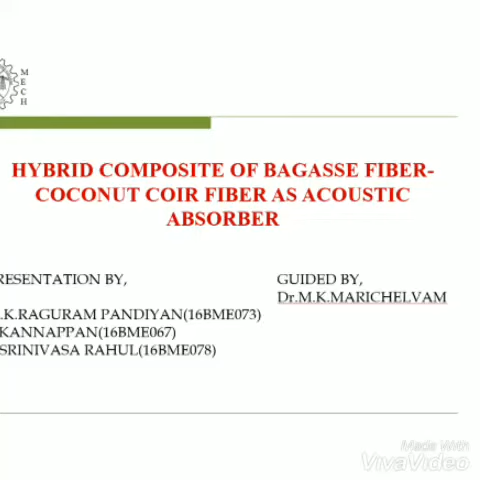 M
E
C
H
HYBRID COMPOSITE OF BAGASSE FIBER-
COCONUT COIR FIBER AS ACOUSTIC
ABSORBER
RESENTATION BY,
GUIDED BY,
Dr.M.K.MARICHELVAM
.K.RAGURAM PANDIYAN(16BME073)
KANNAPPAN(16BME067)
SRINIVASA RAHUL(16BME078)
Made With
VivaVideo